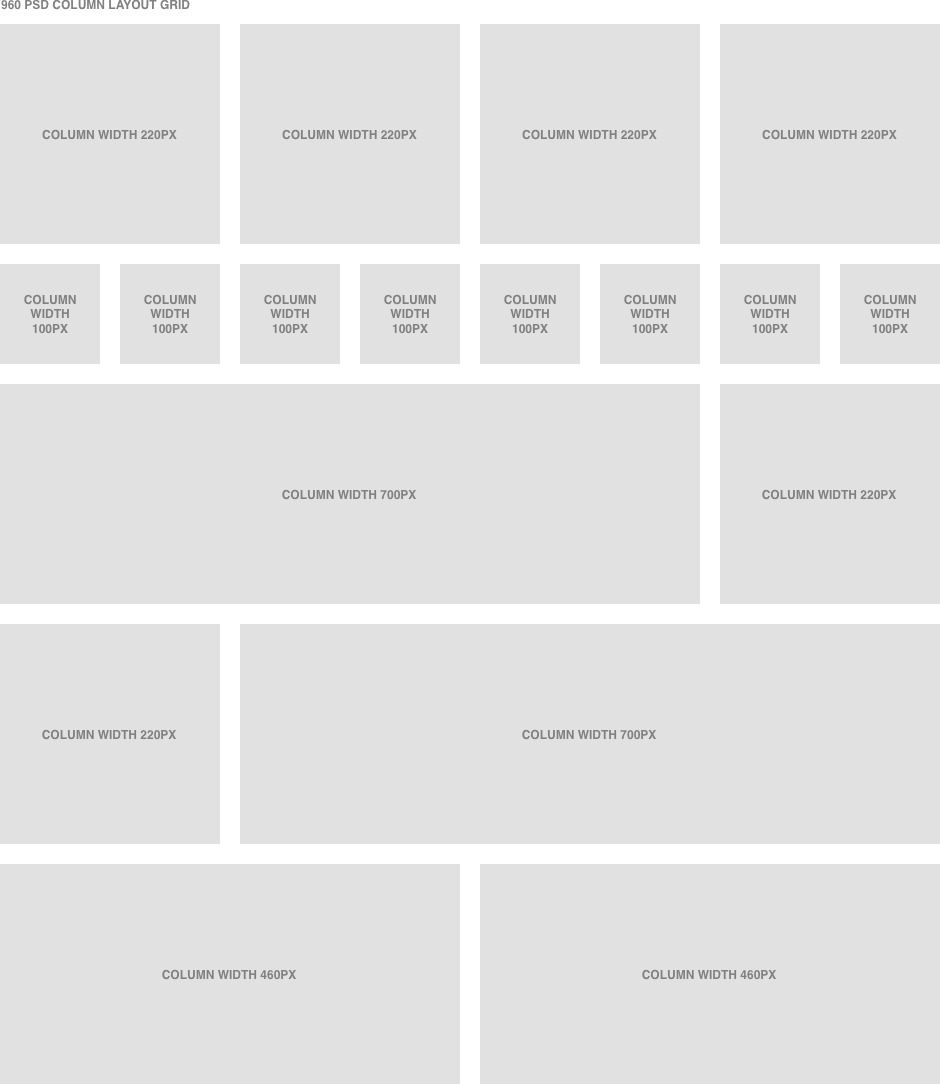 960 PSD COLUMN LAYOUT GRID
COLUMN WIDTH 220PX
COLUMN WIDTH 220PX
COLUMN WIDTH 220PX
COLUMN WIDTH 220PX
COLUMN
WIDTH
100PX
COLUMN
WIDTH
100PX
COLUMN
WIDTH
100PX
COLUMN
WIDTH
100PX
COLUMN
WIDTH
100PX
COLUMN
WIDTH
100PX
COLUMN
WIDTH
100PX
COLUMN
WIDTH
100PX
COLUMN WIDTH 700PX
COLUMN WIDTH 220PX
COLUMN WIDTH 220PX
COLUMN WIDTH 700PX
COLUMN WIDTH 460PX
COLUMN WIDTH 460PX